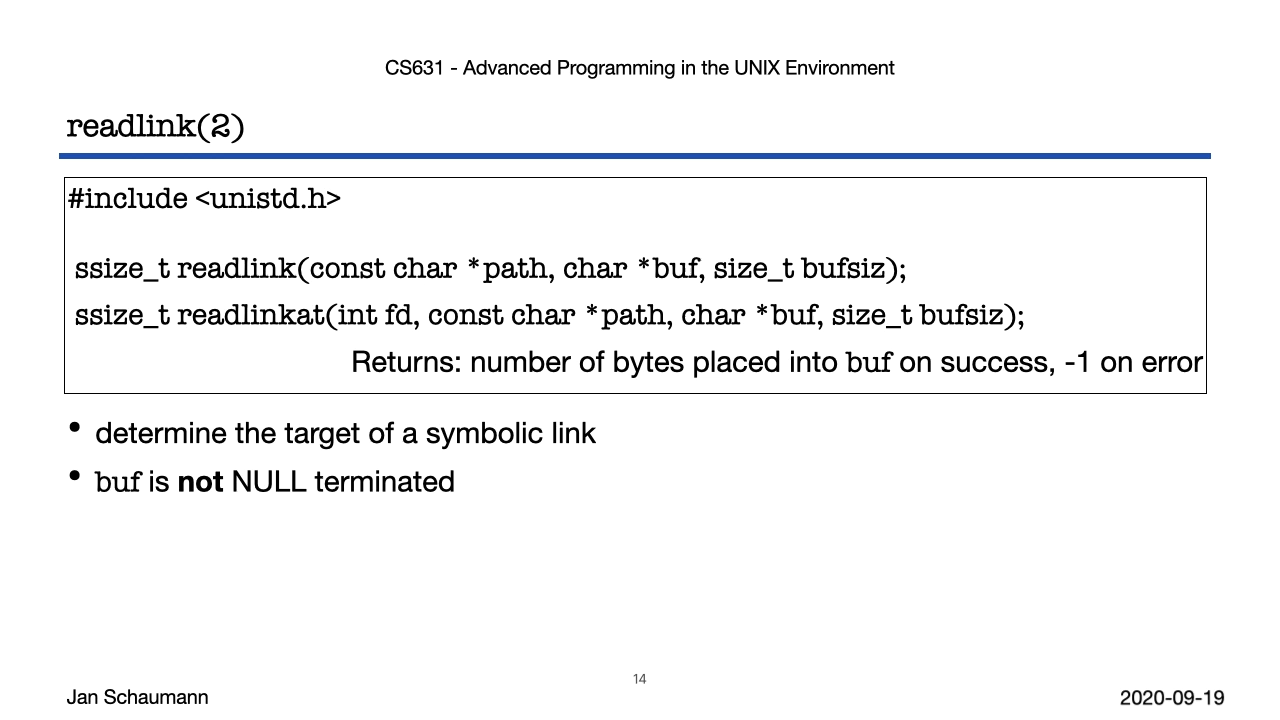 CS631 - Advanced Programming in the UNIX Environment
readlink(2)
#include <unistd.h>
ssize_t readlink(const char *path, char *buf, size_t bufsiz);
ssize_t readlinkat(int fd, const char *path, char *buf, size_t bufsiz);
Returns: number of bytes placed into buf on success, -1 on error
• determine the target of a symbolic link
• buf is not NULL terminated
14
Jan Schaumann
2020-09-19